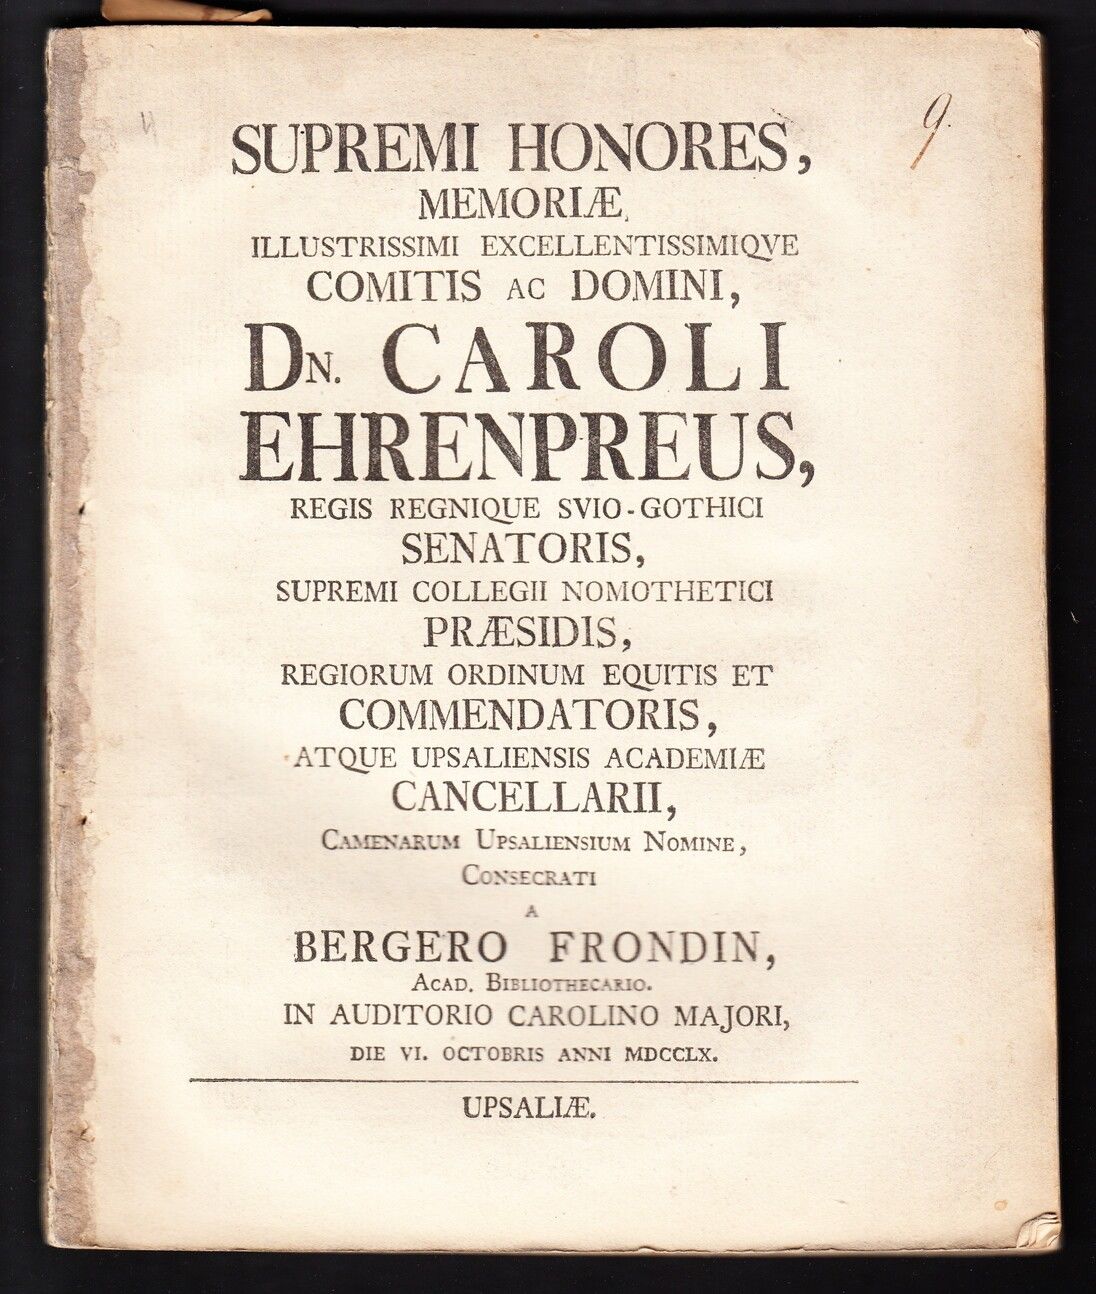 9.
SUPREMI HONORES,
MEMORIÆ,
ILLUSTRISSIMI EXCELLENTISSIMIQVE
COMITIS AC DOMINI,
DN. CAROLI
EHRENPREUS,
REGIS REGNIQUE SVIO-GOTHICI
SENATORIS,
SUPREMI COLLEGII NOMOTHETICI
PRÆSIDIS,
REGIORUM ORDINUM EQUITIS ET
COMMENDATORIS,
ATQUE UPSALIENSIS ACADEMIÆ
CANCELLARII,
CAMENARUM UPSALIENSIUM NOMINE,
CONSECRATI
A
BERGERO FRONDIN,
ACAD. BIBLIOTHECARIO.
IN AUDITORIO CAROLINO MAJORI,
DIE VI. OCTOBRIS ANNI MDCCLX.
UPSALIÆ.